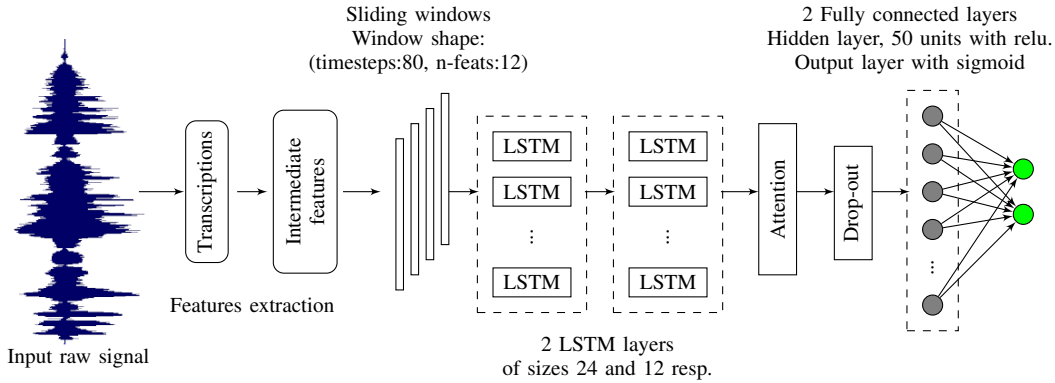 Sliding windows
Window shape:
(timesteps:80, n-feats:12)
2 Fully connected layers
Hidden layer, 50 units with relu.
Output layer with sigmoid
Input raw signal
Transcriptions
Intermediate
features
Features extraction
LSTM
LSTM
...
LSTM
LSTM
LSTM
...
LSTM
2 LSTM layers
of sizes 24 and 12 resp.
Attention
Drop-out
...